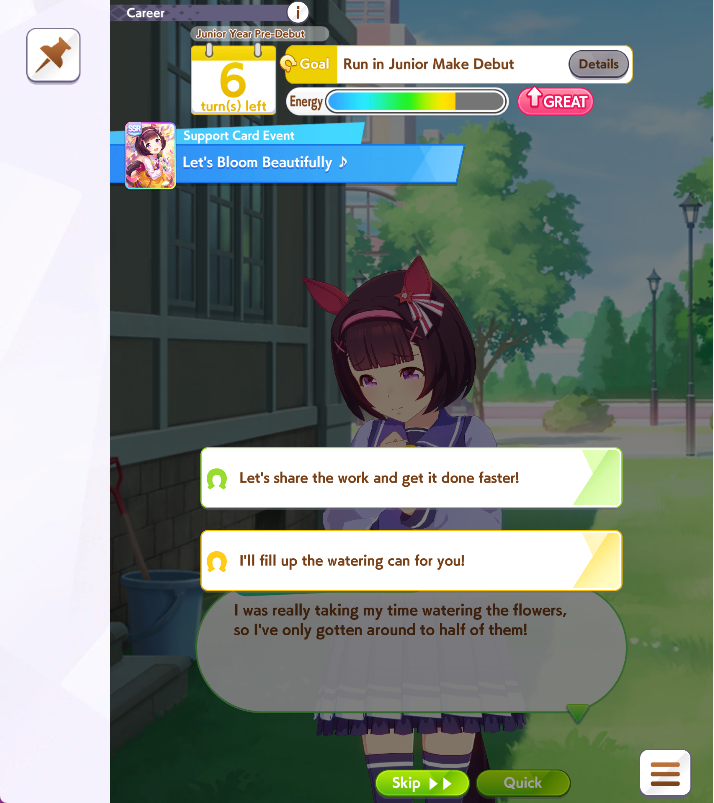 Career
i
Junior Year Pre-Debut
6
turn(s) left
Goal
Run in Junior Make Debut
Details
Energy
GREAT
SSR
Support Card Event
Let's Bloom Beautifully ♪
Let's share the work and get it done faster!
I'll fill up the watering can for you!
I was really taking my time watering the flowers,
so I've only gotten around to half of them!
Skip
Quick